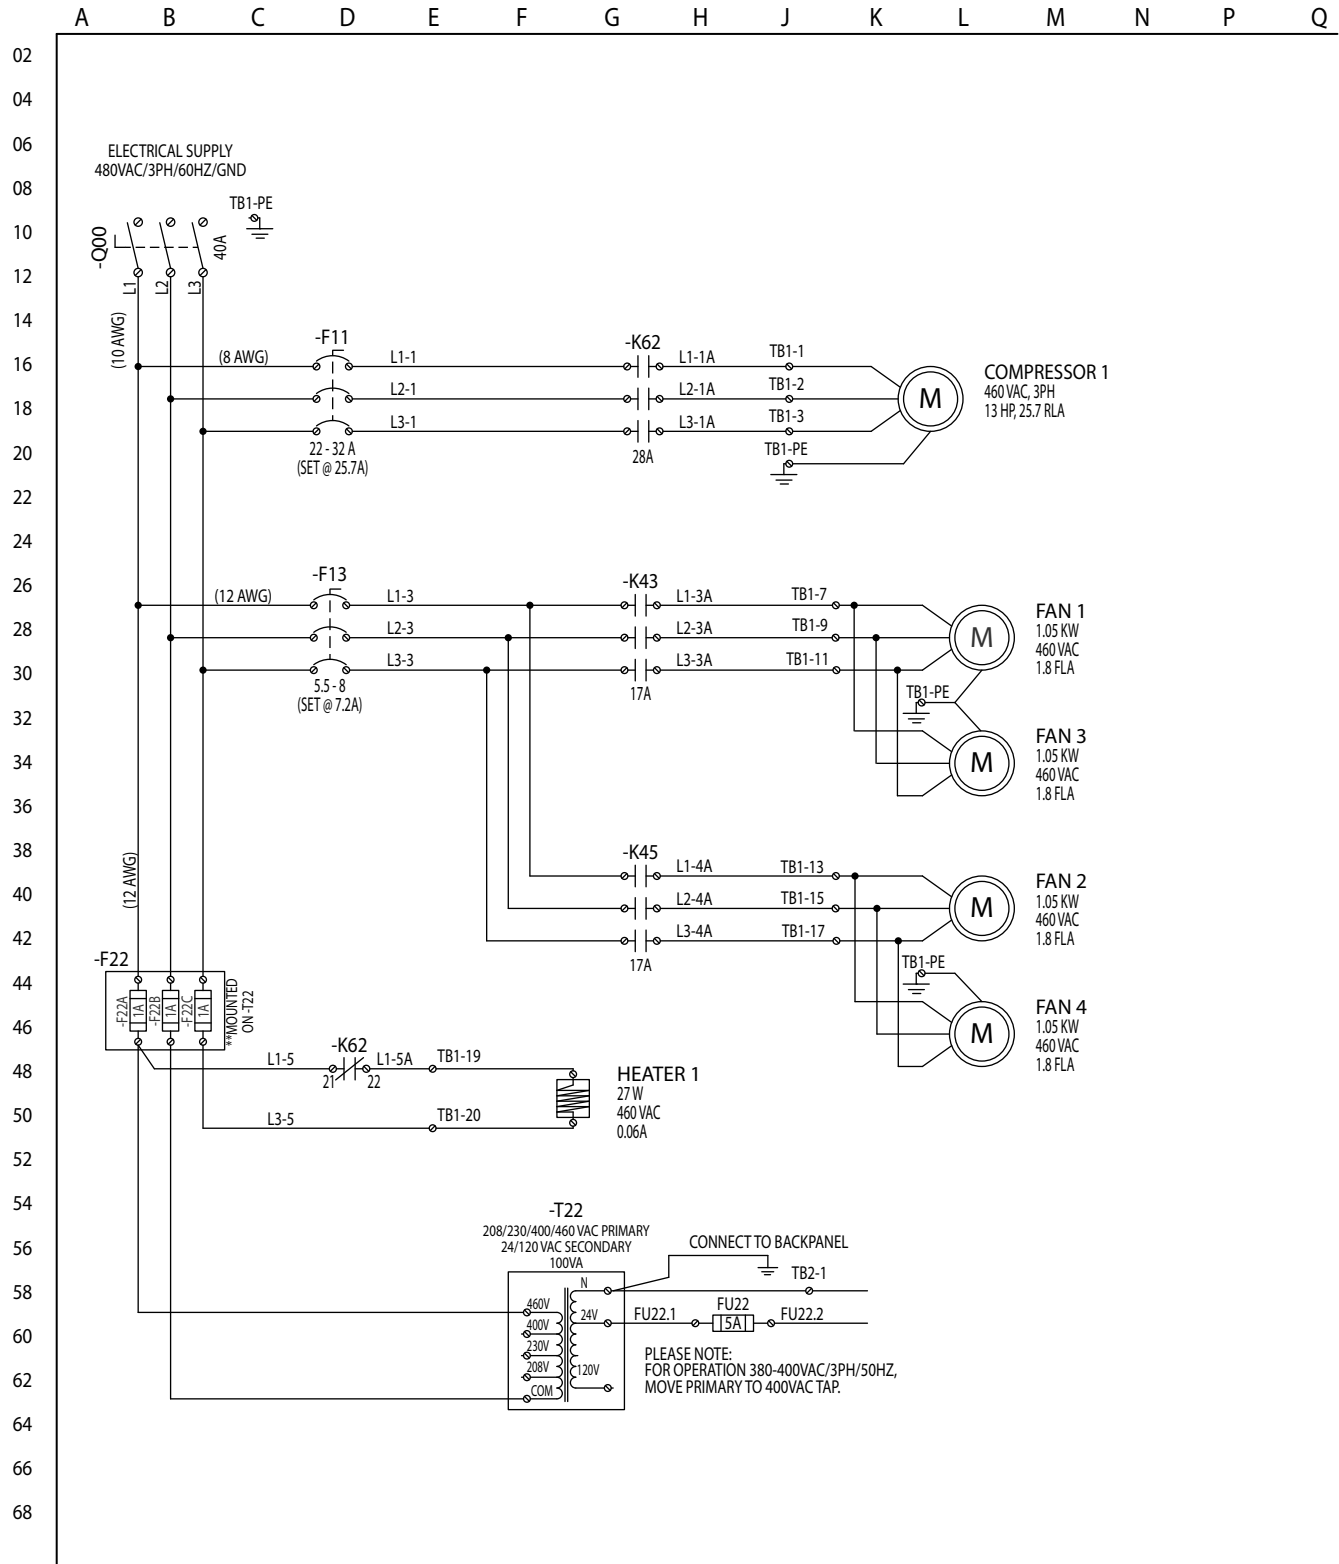 A B C D E F G H J K L M N P Q
02
04
06
ELECTRICAL SUPPLY
480VAC/3PH/60HZ/GND
08
TB1-PE
10
-Q00
40A
12
L1
L2
L3
14
(10 AWG)
-F11
-K62
16
(8 AWG)
L1-1
L1-1A
TB1-1
COMPRESSOR 1
460 VAC, 3PH
13 HP, 25.7 RLA
L2-1
L2-1A
TB1-2
M
18
L3-1
L3-1A
TB1-3
20
22 - 32 A
(SET @ 25.7A)
28A
TB1-PE
22
24
26
-F13
-K43
(12 AWG)
L1-3
L1-3A
TB1-7
FAN 1
1.05 KW
460 VAC
1.8 FLA
28
L2-3
L2-3A
TB1-9
M
L3-3
L3-3A
TB1-11
30
5.5 - 8
(SET @ 7.2A)
17A
TB1-PE
32
FAN 3
1.05 KW
460 VAC
1.8 FLA
34
M
36
38
-K45
(12 AWG)
L1-4A
TB1-13
FAN 2
1.05 KW
460 VAC
1.8 FLA
40
L2-4A
TB1-15
M
42
L3-4A
TB1-17
-F22
17A
TB1-PE
44
-F22A
1A
-F22B
1A
-F22C
1A
**MOUNTED
ON -T22
FAN 4
1.05 KW
460 VAC
1.8 FLA
46
M
-K62
L1-5
L1-5A
TB1-19
48
21
22
HEATER 1
27 W
460 VAC
0.06A
50
L3-5
TB1-20
52
54
-T22
208/230/400/460 VAC PRIMARY
24/120 VAC SECONDARY
100VA
56
CONNECT TO BACKPANEL
58
N
TB2-1
460V
24V
FU22.1
FU22
5A
FU22.2
60
400V
230V
208V
120V
COM
PLEASE NOTE:
FOR OPERATION 380-400VAC/3PH/50HZ,
MOVE PRIMARY TO 400VAC TAP.
62
64
66
68